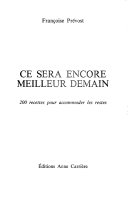 Françoise Prévost
CE SERA ENCORE
MEILLEUR DEMAIN
200 recettes pour accommoder les restes
Éditions Anne Carrière